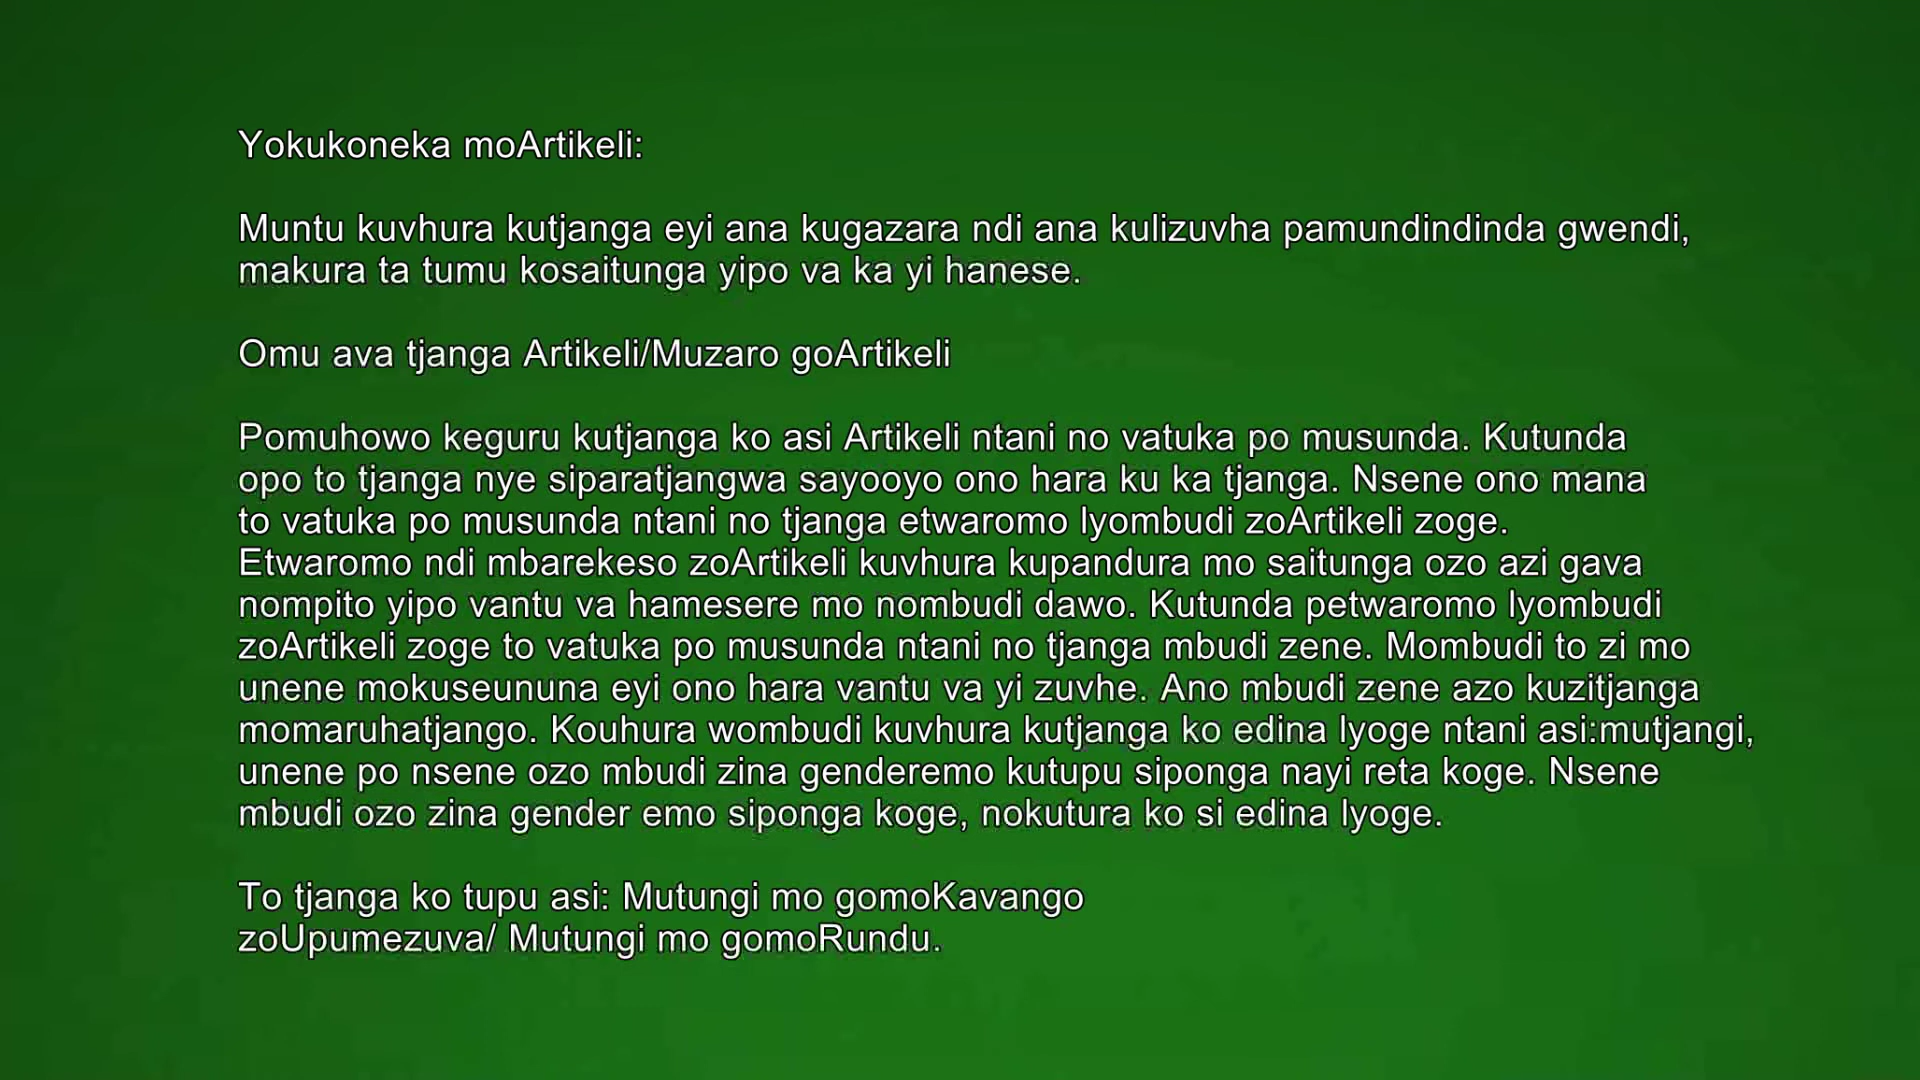 Yokukoneka moArtikeli:
Muntu kuvhura kutjanga eyi ana kugazara ndi ana kulizuvha pamundindinda gwendi,
makura ta tumu kosaitunga yipo va ka yi hanese.
Omu ava tjanga Artikeli/Muzaro goArtikeli
Pomuhowo keguru kutjanga ko asi Artikeli ntani no vatuka po musunda. Kutunda
opo to tjanga nye siparatjangwa sayooyo ono hara ku ka tjanga. Nsene ono mana
to vatuka po musunda ntani no tjanga etwaromo lyombudi zoArtikeli zoge.
Etwaromo ndi mbarekeso zoArtikeli kuvhura kupandura mo saitunga ozo azi gava
nompito yipo vantu va hamesere mo nombudi dawo. Kutunda petwaromo lyombudi
zoArtikeli zoge to vatuka po musunda ntani no tjanga mbudi zene. Mombudi to zi mo
unene mokuseununa eyi ono hara vantu va yi zuvhe. Ano mbudi zene azo kuzitjanga
momaruhatjango. Kouhura wombudi kuvhura kutjanga ko edina lyoge ntani asi:mutjangi,
unene po nsene ozo mbudi zina genderemo kutupu siponga nayi reta koge. Nsene
mbudi ozo zina gender emo siponga koge, nokutura ko si edina lyoge.
To tjanga ko tupu asi: Mutungi mo gomoKavango
zoUpumezuva/ Mutungi mo gomoRundu.